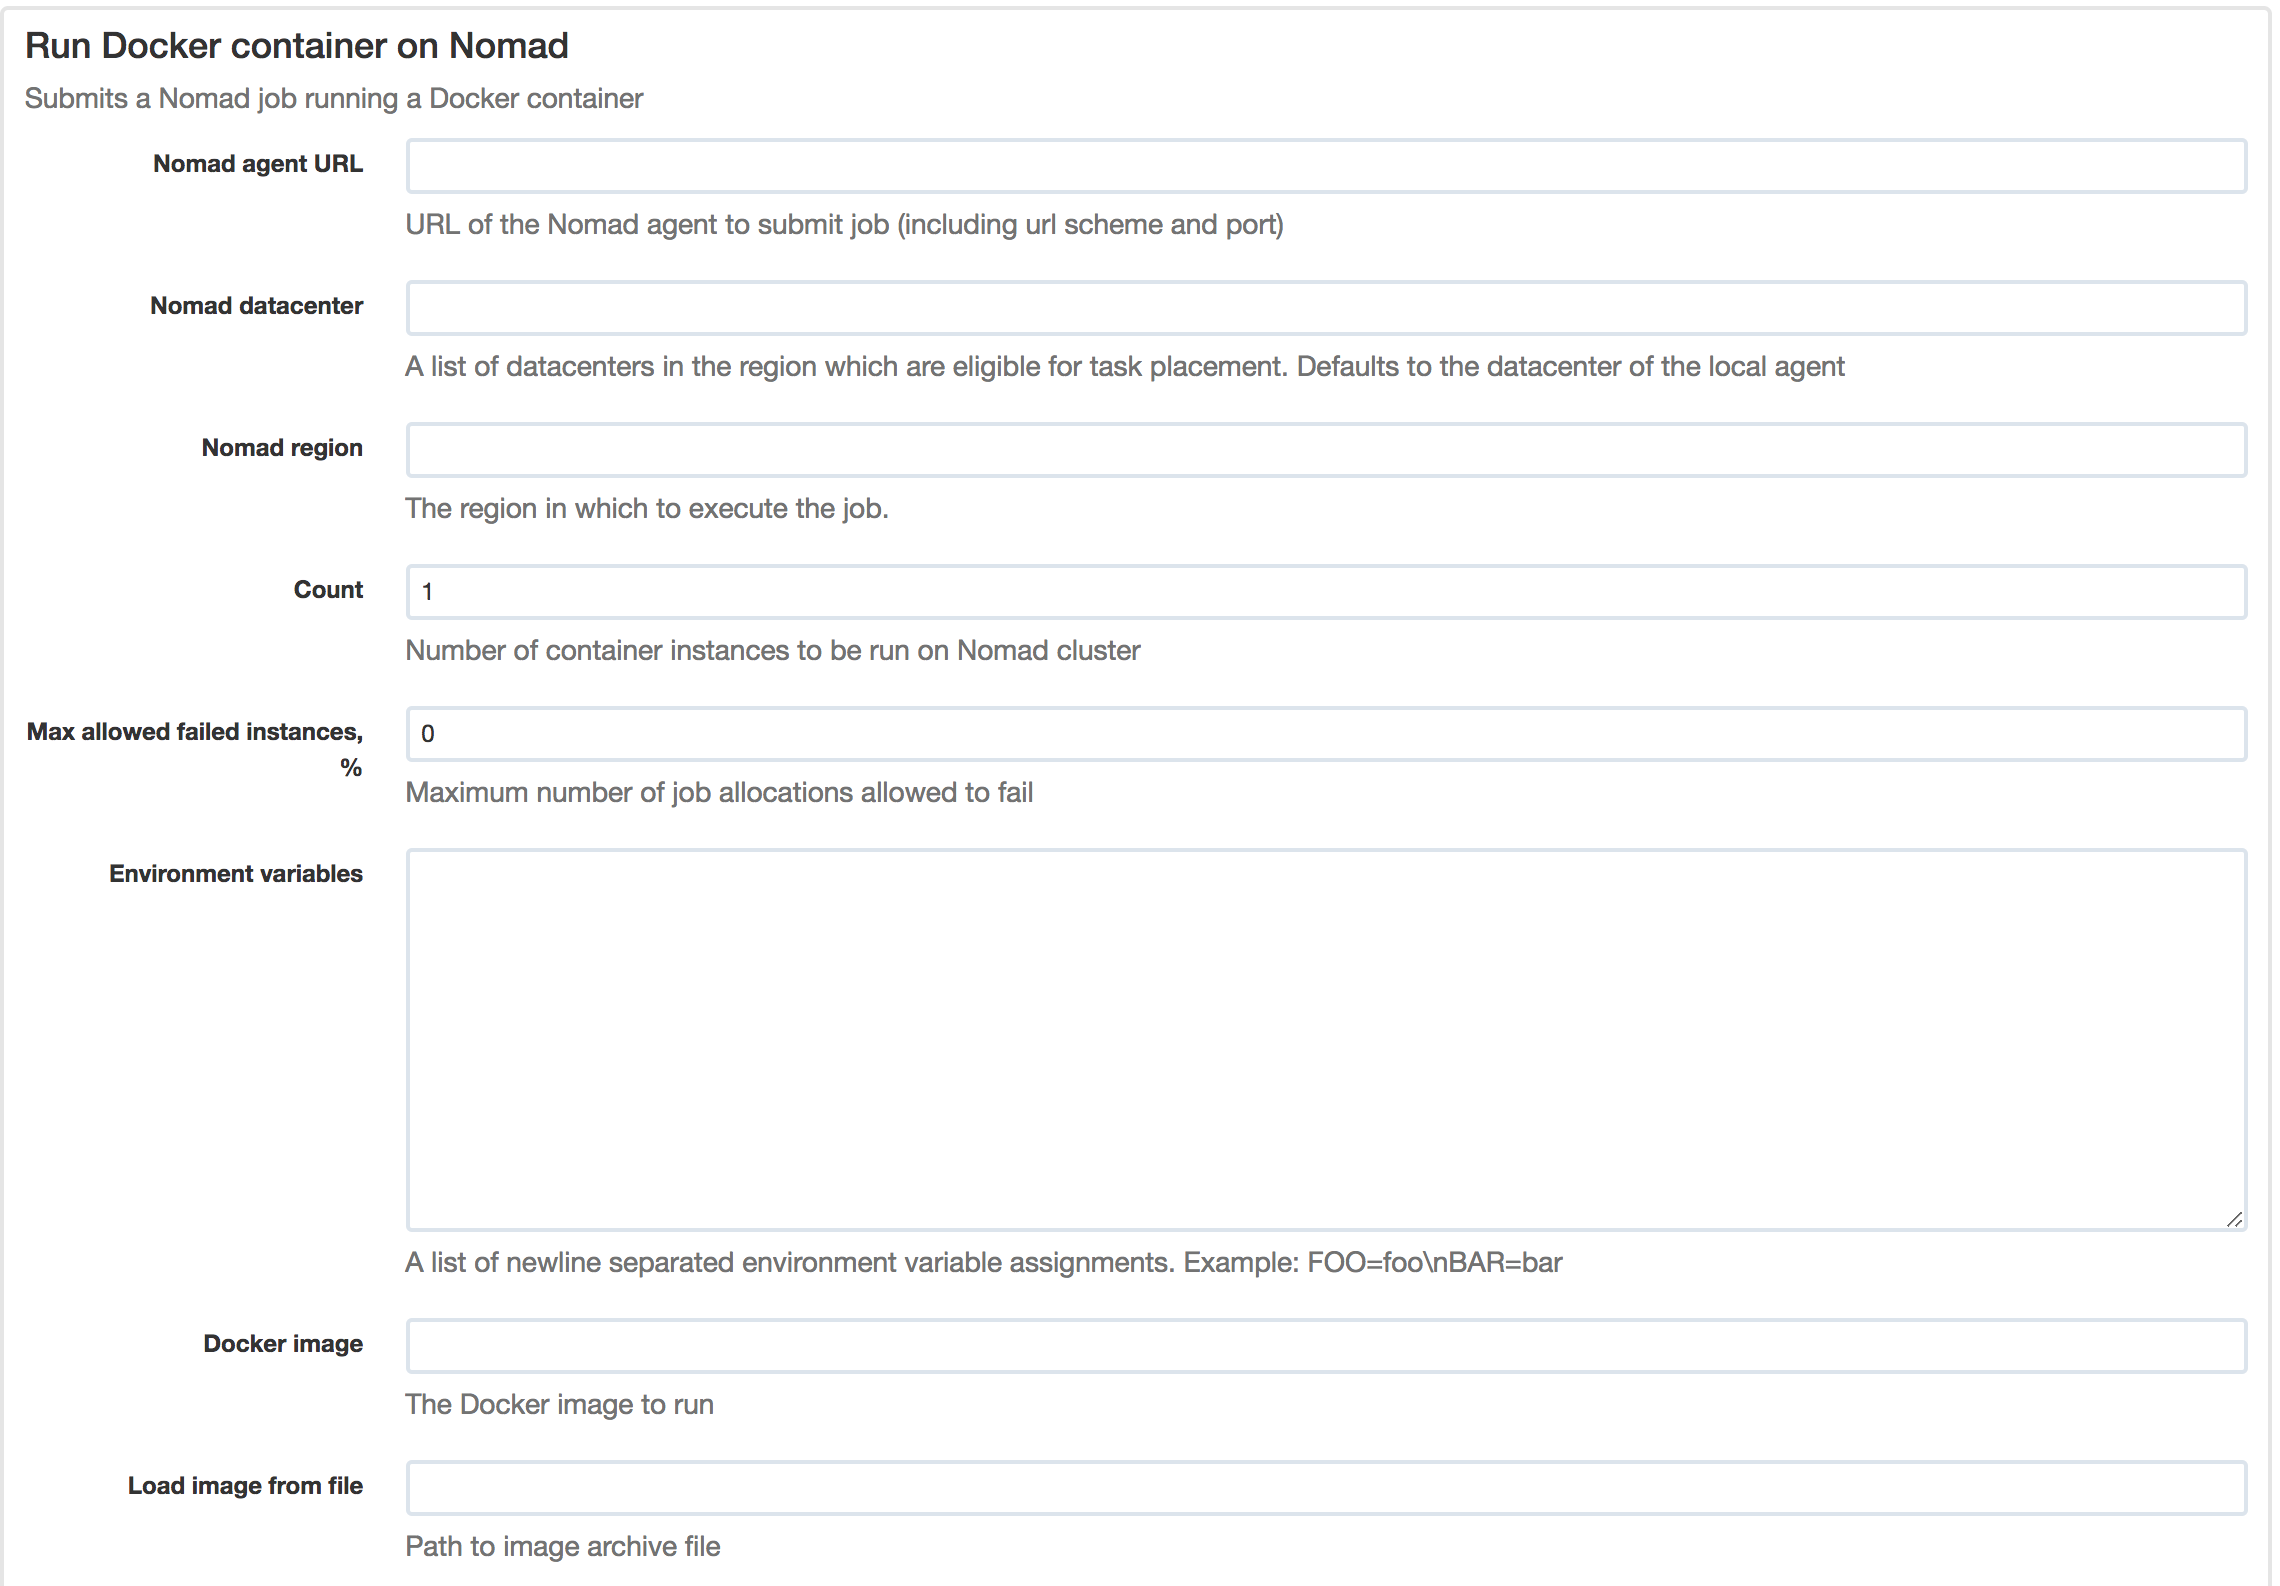 Run Docker container on Nomad
Submits a Nomad job running a Docker container
Nomad agent URL
URL of the Nomad agent to submit job (including url scheme and port)
Nomad datacenter
A list of datacenters in the region which are eligible for task placement. Defaults to the datacenter of the local agent
Nomad region
The region in which to execute the job.
Count
1
Number of container instances to be run on Nomad cluster
Max allowed failed instances,
%
0
Maximum number of job allocations allowed to fail
Environment variables
A list of newline separated environment variable assignments. Example: FOO=foo\nBAR=bar
Docker image
The Docker image to run
Load image from file
Path to image archive file